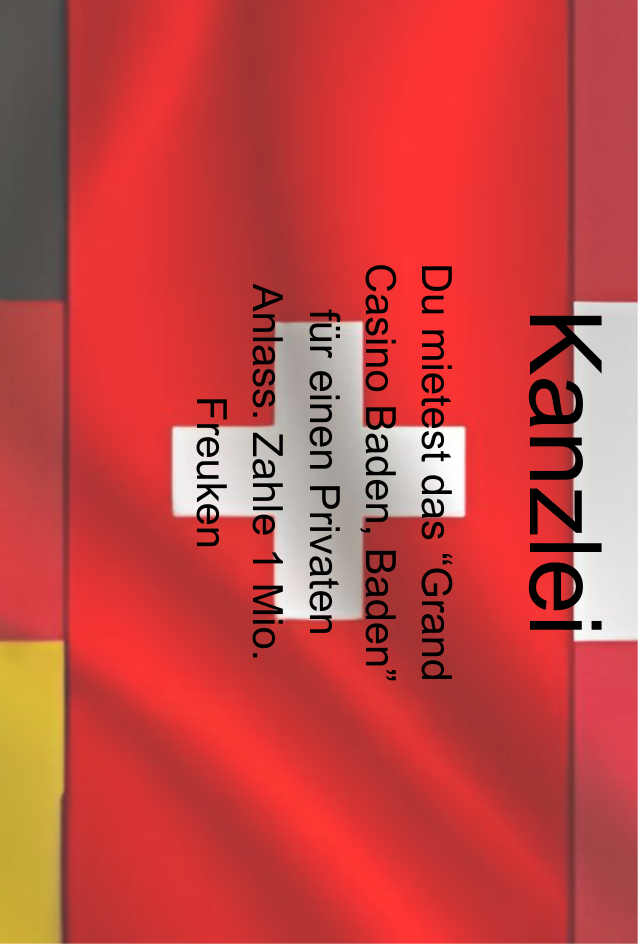 Kanzlei
Du mietest das “Grand
Casino Baden, Baden”
für einen Privaten
Anlass. Zahle 1 Mio.
Freuken